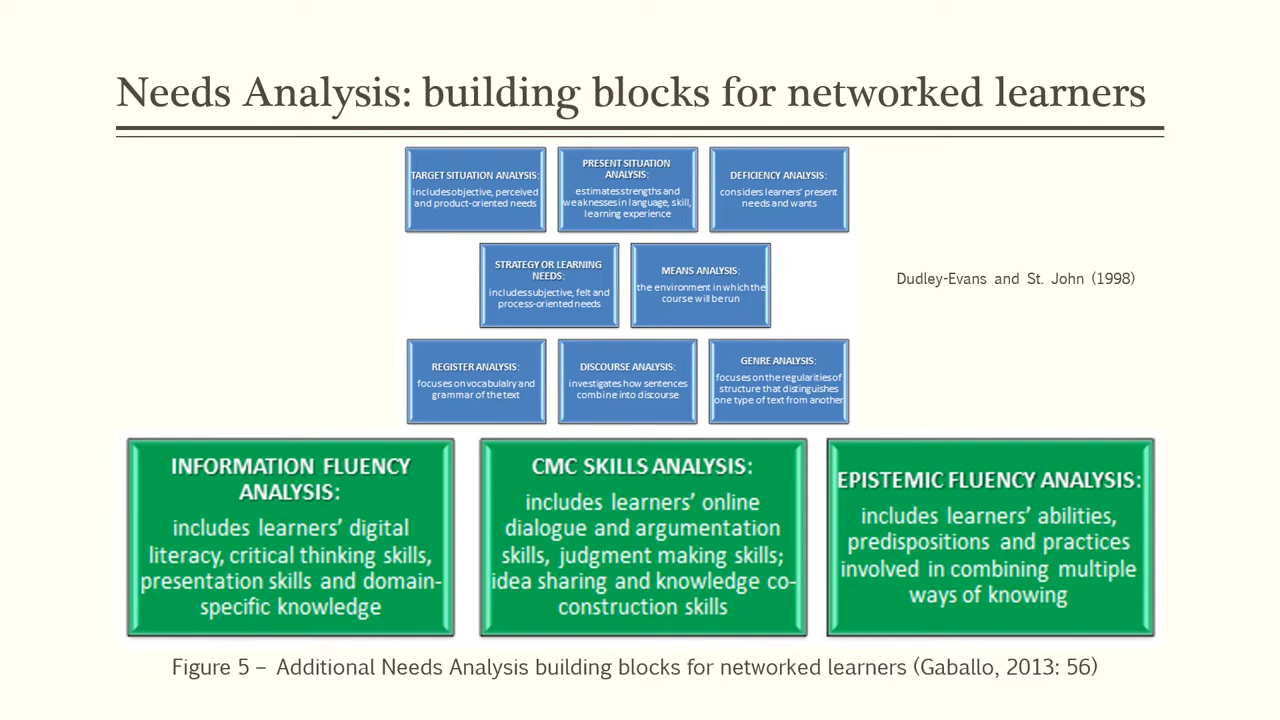 Needs Analysis: building blocks for networked learners
TARGET SITUATION ANALYSIS:
includes objective, perceived
and product-oriented needs
PRESENT SITUATION
ANALYSIS:
estimates strengths and
weaknesses in language, skill,
learning experience
DEFICIENCY ANALYSIS:
considers learners' present
needs and wants
STRATEGY OR LEARNING
NEEDS:
includes subjective, felt and
process-oriented needs
MEANS ANALYSIS:
the environment in which the
course will be run
Dudley-Evans and St. John (1998)
REGISTER ANALYSIS:
focuses on vocabulalry and
grammar of the text
DISCOURSE ANALYSIS:
investigates how sentences
combine into discourse
GENRE ANALYSIS:
focuses on the regularities of
structure that distinguishes
one type of text from another
INFORMATION FLUENCY
ANALYSIS:
includes learners' digital
literacy, critical thinking skills,
presentation skills and domain-
specific knowledge
CMC SKILLS ANALYSIS:
includes learners' online
dialogue and argumentation
skills, judgment making skills;
idea sharing and knowledge co-
construction skills
EPISTEMIC FLUENCY ANALYSIS:
includes learners' abilities,
predispositions and practices
involved in combining multiple
ways of knowing
Figure 5 – Additional Needs Analysis building blocks for networked learners (Gaballo, 2013: 56)